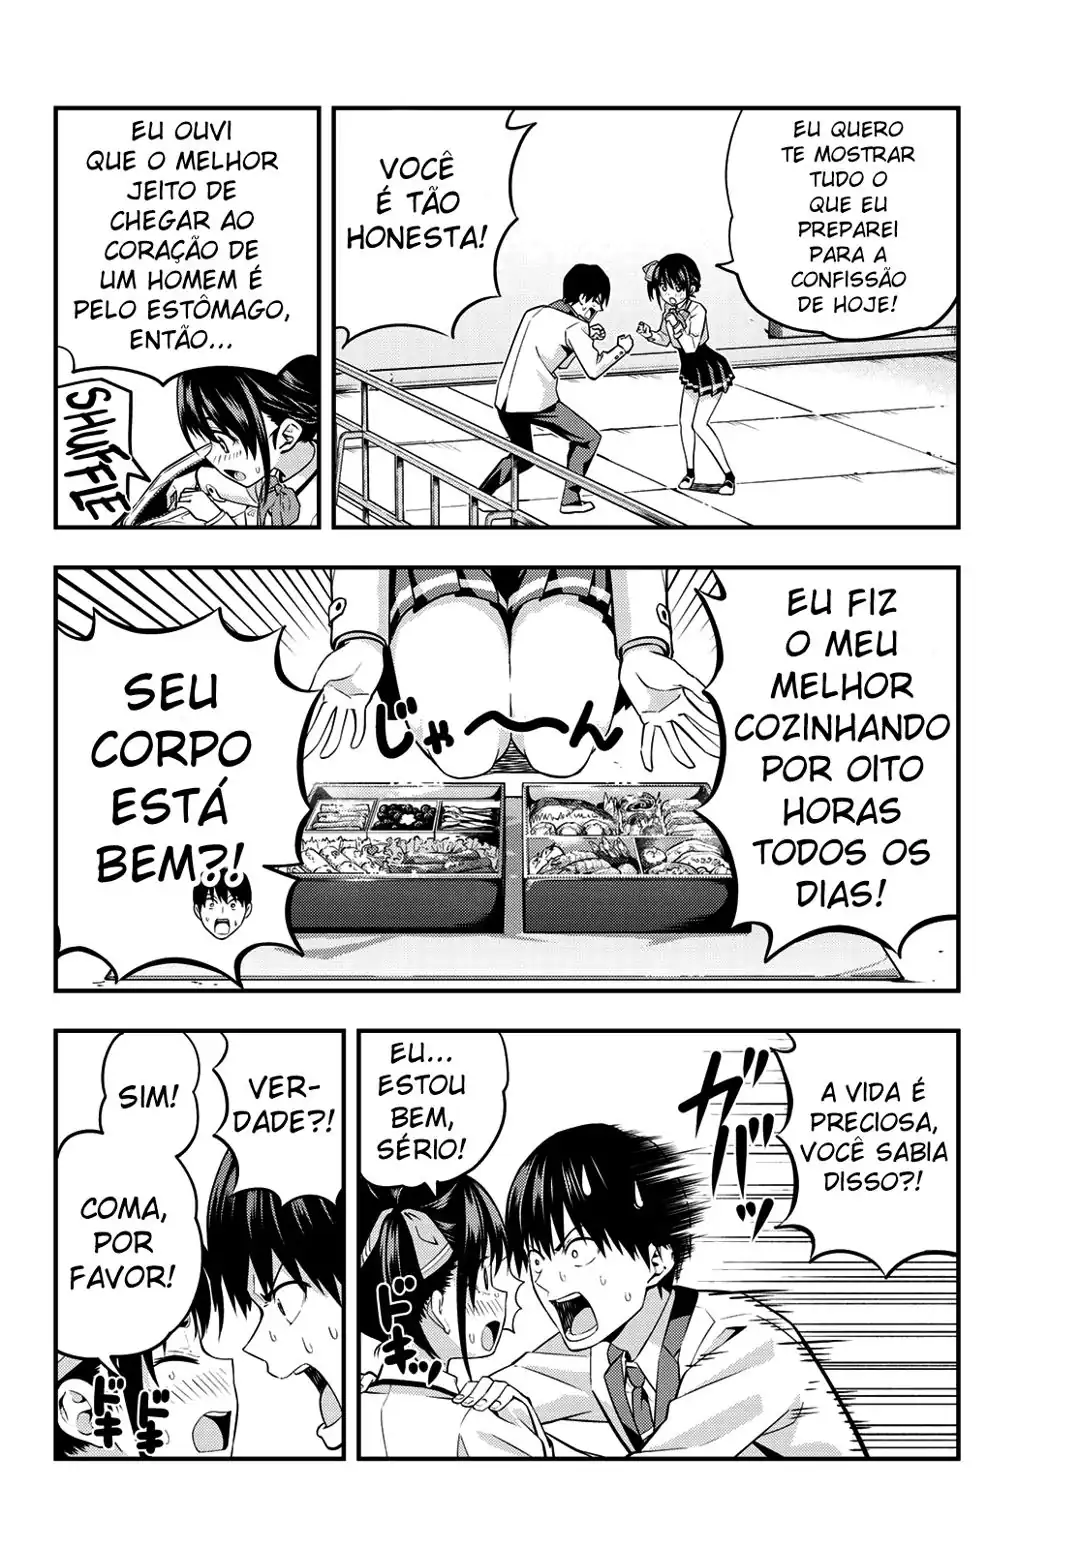 EU QUERO
TE MOSTRAR
TUDO O
QUE EU
PREPAREI
PARA A
CONFISSÃO
DE HOJE!
VOCÊ
É TÃO
HONESTA!
EU OUVI
QUE O MELHOR
JEITO DE
CHEGAR AO
CORAÇÃO DE
UM HOMEM É
PELO ESTÔMAGO,
ENTÃO...
SHUFFLE
EU FIZ
O MEU
MELHOR
COZINHANDO
POR OITO
HORAS
TODOS OS
DIAS!
じゃ〜〜ん
SEU
CORPO
ESTÁ
BEM?!
A VIDA É
PRECIOSA,
VOCÊ SABIA
DISSO?!
ガバッ
EU...
ESTOU
BEM,
SÉRIO!
ドキッ
VER-
DADE?!
SIM!
COMA,
POR
FAVOR!
ドキ
ドキ